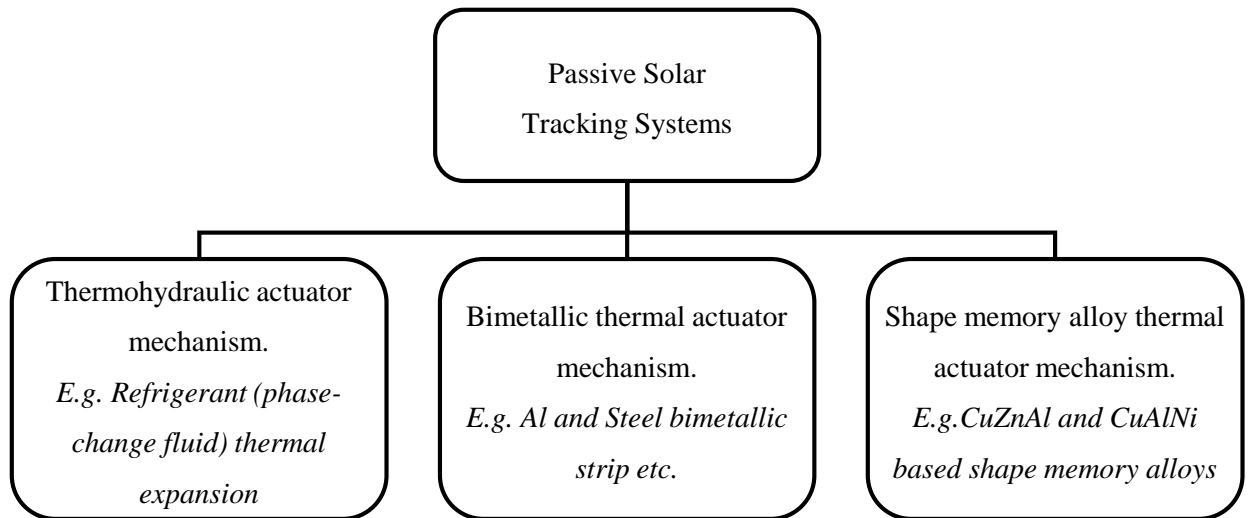 Passive Solar
Tracking Systems
Thermohydraulic actuator
mechanism.
E.g. Refrigerant (phase-
change fluid) thermal
expansion
Bimetallic thermal actuator
mechanism.
E.g. Al and Steel bimetallic
strip etc.
Shape memory alloy thermal
actuator mechanism.
E.g.CuZnAl and CuAlNi
based shape memory alloys